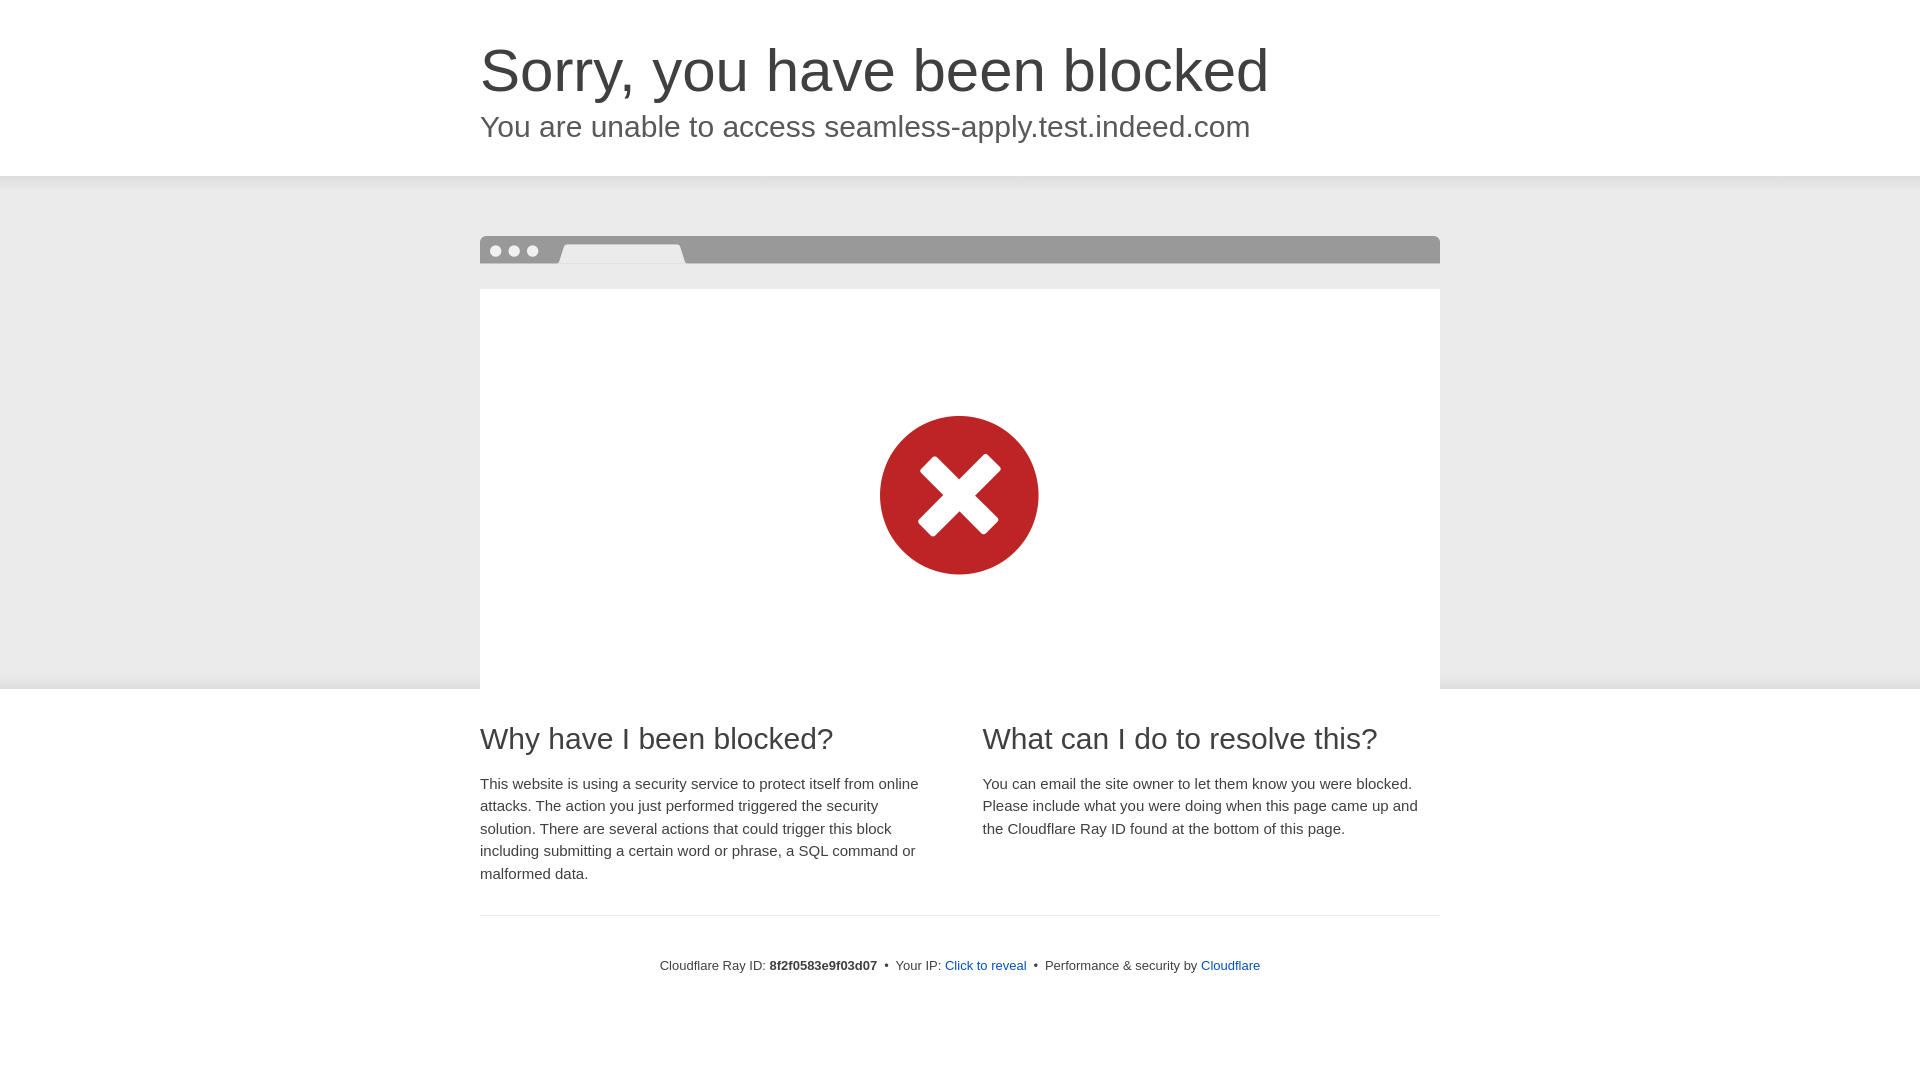 Sorry, you have been blocked
You are unable to access seamless-apply.test.indeed.com
Why have I been blocked?
This website is using a security service to protect itself from online
attacks. The action you just performed triggered the security
solution. There are several actions that could trigger this block
including submitting a certain word or phrase, a SQL command or
malformed data.
What can I do to resolve this?
You can email the site owner to let them know you were blocked.
Please include what you were doing when this page came up and
the Cloudflare Ray ID found at the bottom of this page.
Cloudflare Ray ID: 8f2f0583e9f03d07 • Your IP: Click to reveal • Performance & security by Cloudflare